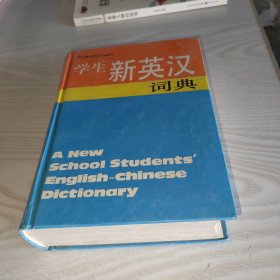 学生 新英汉
词典
A New
School Students'
English-Chinese
Dictionary